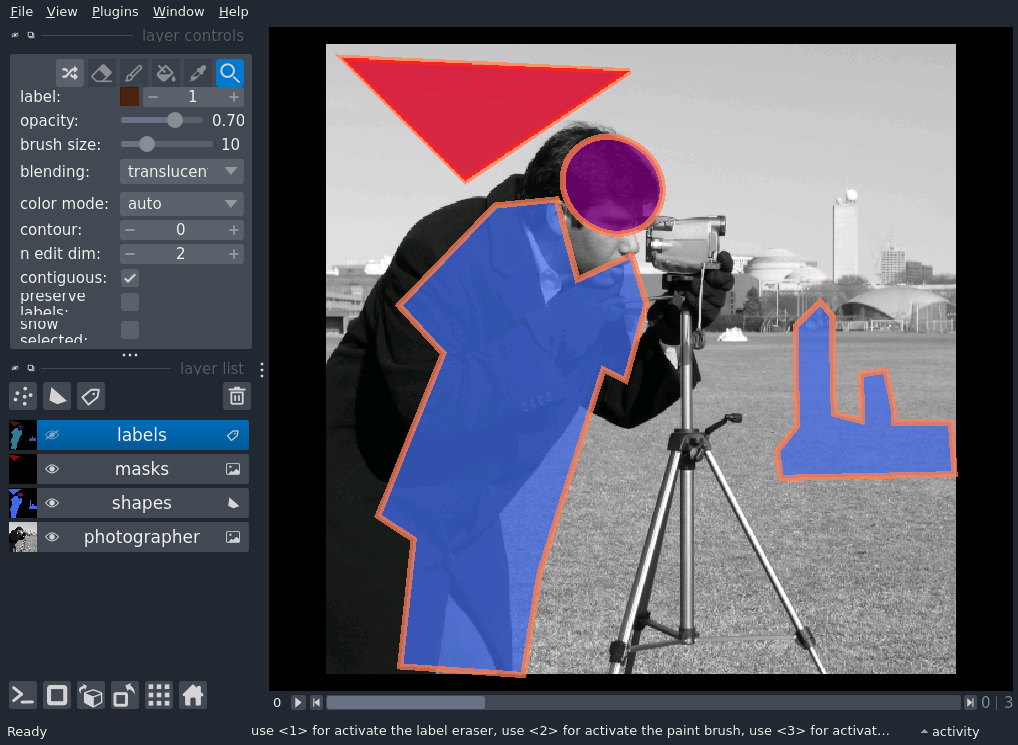 File View Plugins Window Help
layer controls
label: 1
opacity: 0.70
brush size: 10
blending: translucen
color mode: auto
contour: 0
n edit dim: 2
contiguous:
preserve
labels:
show
selected:
layer list
labels
masks
shapes
photographer
0 0 | 3
Ready use <1> for activate the label eraser, use <2> for activate the paint brush, use <3> for activat... activity